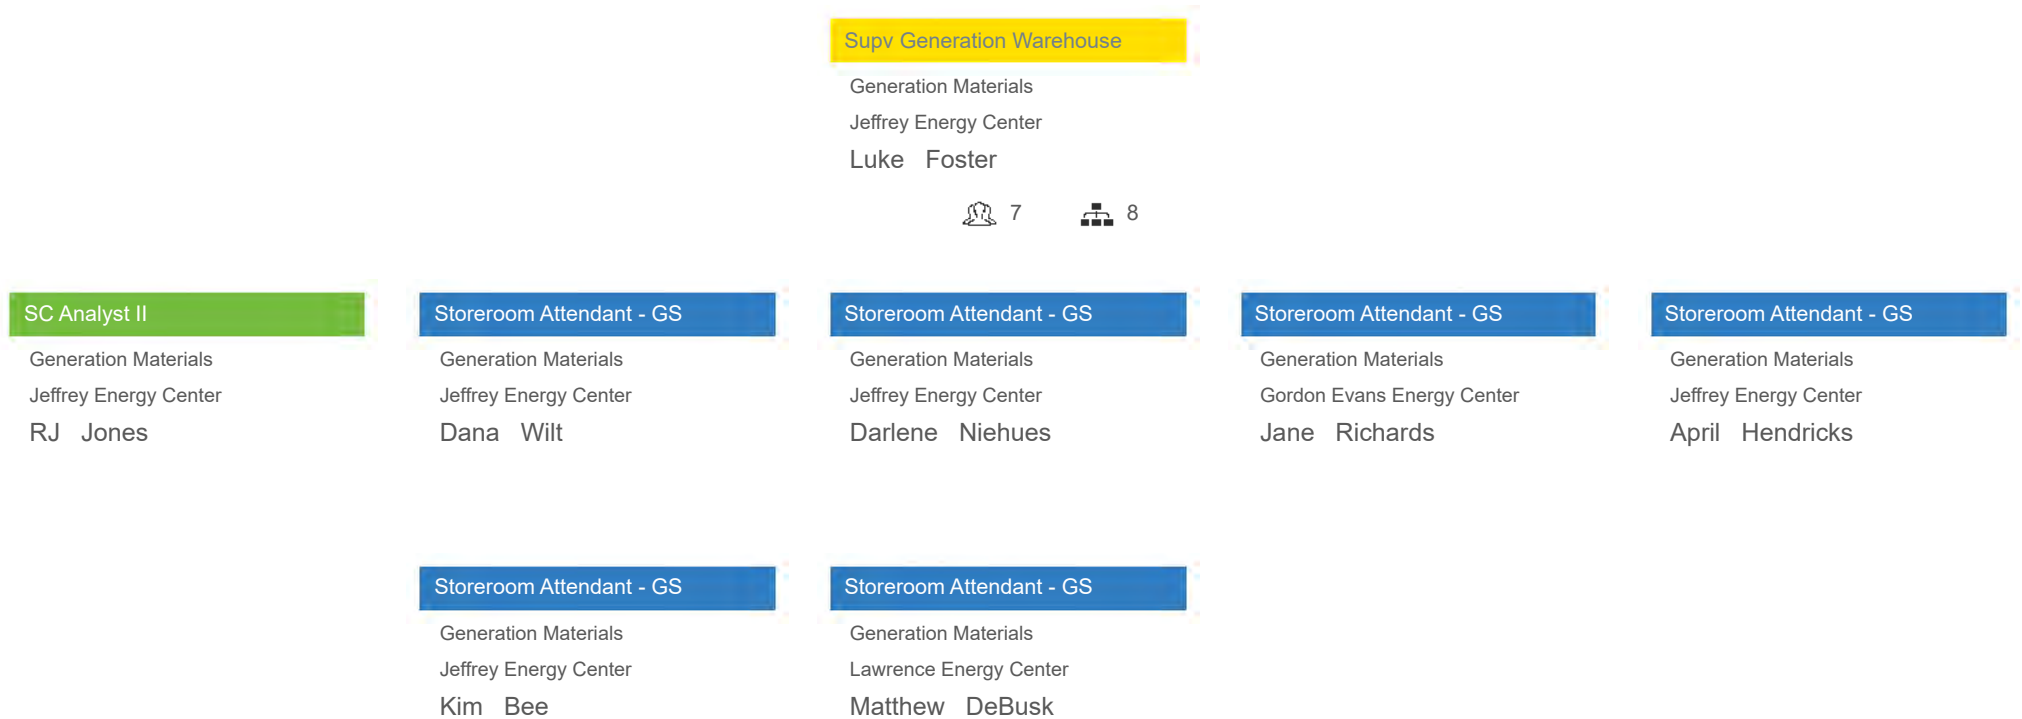 Supv Generation Warehouse
Generation Materials
Jeffrey Energy Center
Luke Foster
7 8
SC Analyst II
Generation Materials
Jeffrey Energy Center
RJ Jones
Storeroom Attendant - GS
Generation Materials
Jeffrey Energy Center
Dana Wilt
Storeroom Attendant - GS
Generation Materials
Jeffrey Energy Center
Darlene Niehues
Storeroom Attendant - GS
Generation Materials
Gordon Evans Energy Center
Jane Richards
Storeroom Attendant - GS
Generation Materials
Jeffrey Energy Center
April Hendricks
Storeroom Attendant - GS
Generation Materials
Jeffrey Energy Center
Kim Bee
Storeroom Attendant - GS
Generation Materials
Lawrence Energy Center
Matthew DeBusk